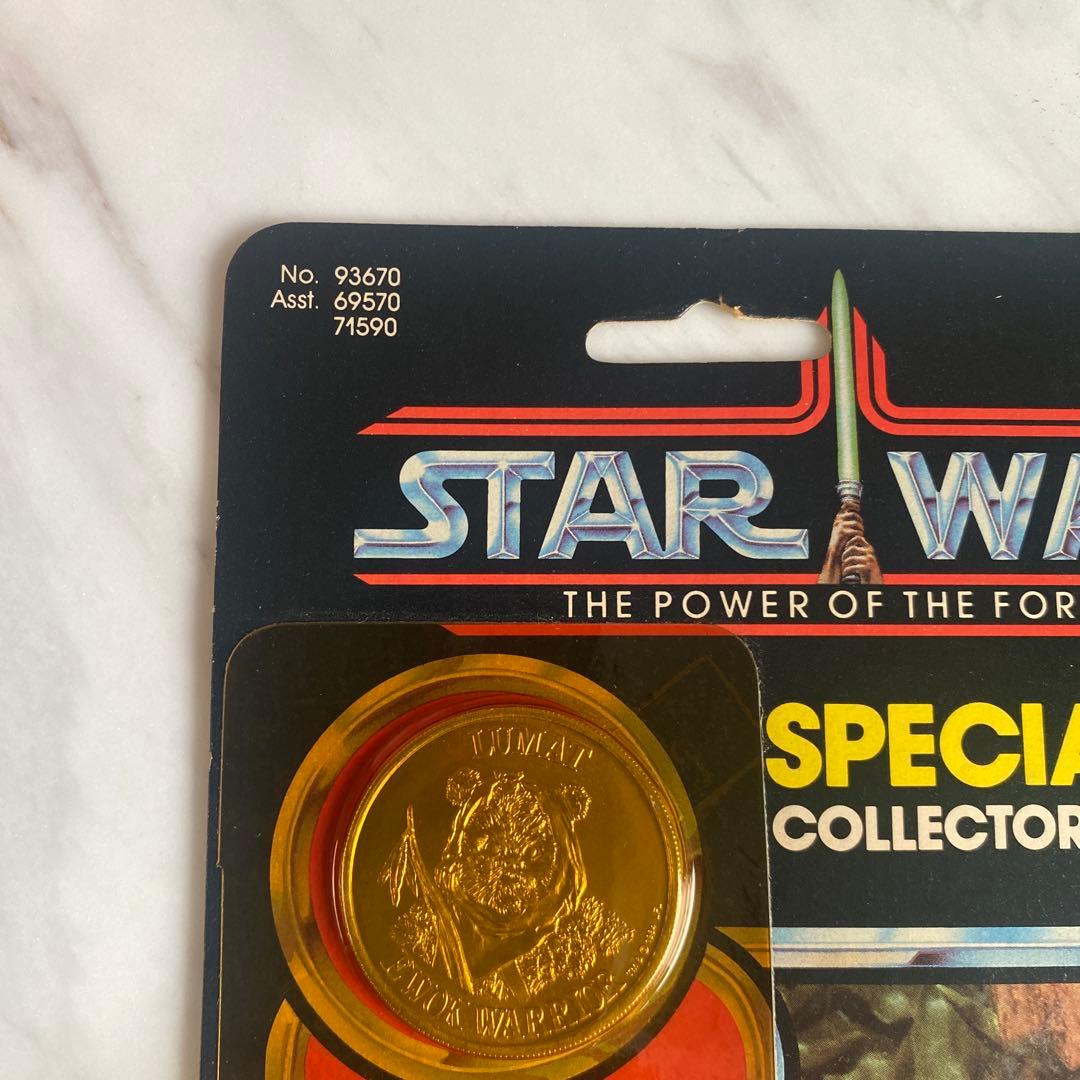 No. 93670
Asst. 69570
71590
STAR WA
THE POWER OF THE FOR
SPECIA
COLLECTOR
LUMAT
EWOK WARRIOR